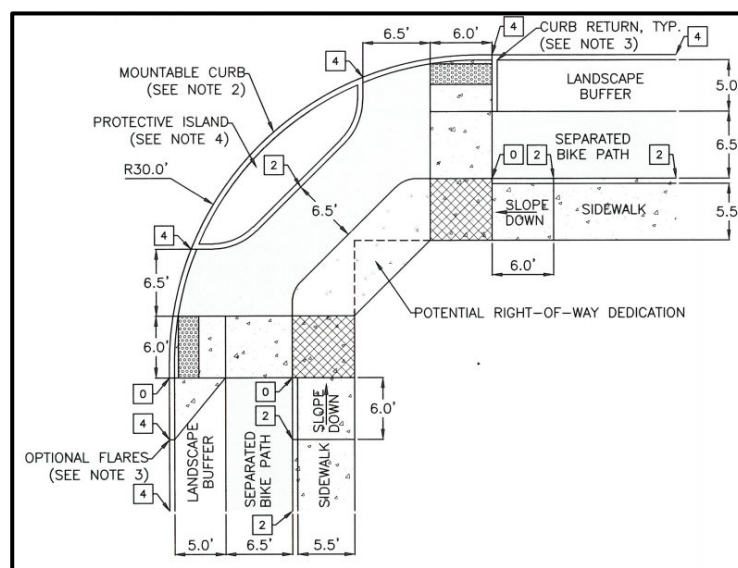 6.5'
6.0'
4
CURB RETURN, TYP.
(SEE NOTE 3)
4
4
MOUNTABLE CURB
(SEE NOTE 2)
LANDSCAPE
BUFFER
5.0'
PROTECTIVE ISLAND
(SEE NOTE 4)
SEPARATED
BIKE PATH
6.5'
R30.0'
2
0
2
2
6.5'
SLOPE
DOWN
SIDEWALK
5.5'
4
6.0'
6.5'
POTENTIAL RIGHT-OF-WAY DEDICATION
6.0'
0
0
6.0'
SLOPE
DOWN
4
2
OPTIONAL FLARES
(SEE NOTE 3)
LANDSCAPE
BUFFER
SEPARATED
BIKE PATH
SIDEWALK
4
2
5.0'
6.5'
5.5'